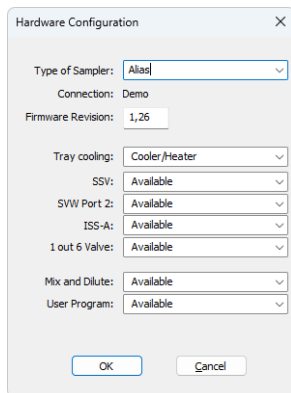 Hardware Configuration
Type of Sampler: Alias
Connection: Demo
Firmware Revision: 1,26
Tray cooling: Cooler/Heater
SSV: Available
SVW Port 2: Available
ISS-A: Available
1 out 6 Valve: Available
Mix and Dilute: Available
User Program: Available
OK Cancel